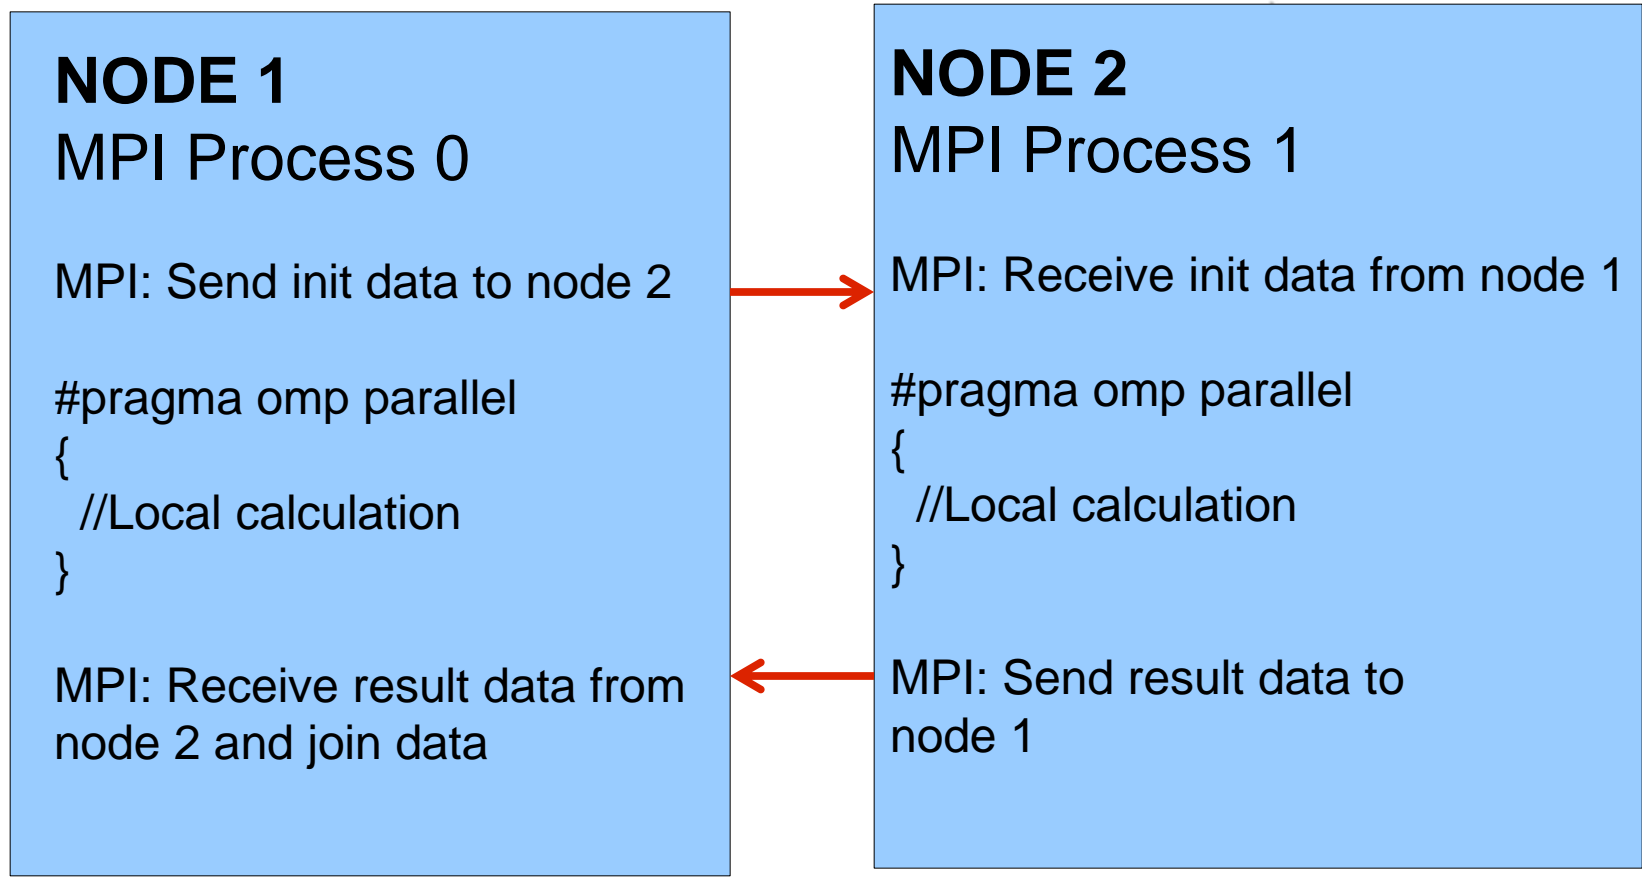 NODE 1
MPI Process 0
MPI: Send init data to node 2
#pragma omp parallel
{
//Local calculation
}
MPI: Receive result data from
node 2 and join data
NODE 2
MPI Process 1
MPI: Receive init data from node 1
#pragma omp parallel
{
//Local calculation
}
MPI: Send result data to
node 1